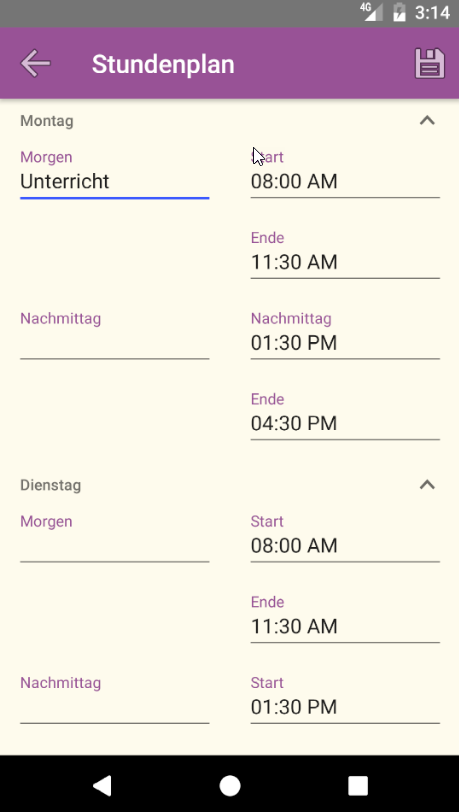 4G 3:14
Stundenplan
Montag
Morgen
Unterricht
Start
08:00 AM
Ende
11:30 AM
Nachmittag
Nachmittag
01:30 PM
Ende
04:30 PM
Dienstag
Morgen
Start
08:00 AM
Ende
11:30 AM
Nachmittag
Start
01:30 PM